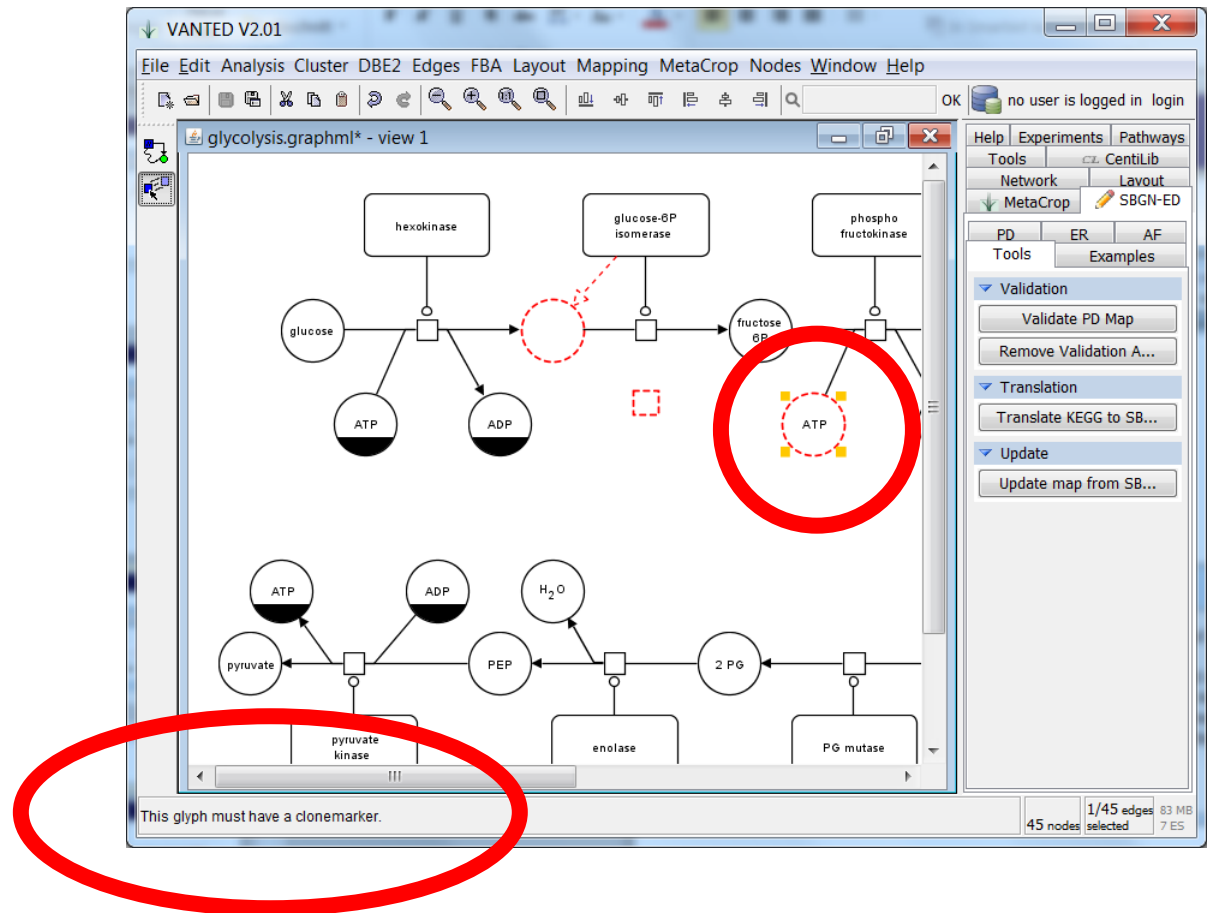 VANTED V2.01
File Edit Analysis Cluster DBE2 Edges FBA Layout Mapping MetaCrop Nodes Window Help
OK no user is logged in login
glycolysis.graphml* - view 1
Help Experiments Pathways
Tools CentiLib
Network Layout
MetaCrop SBGN-ED
PD ER AF
Tools Examples
Validation
Validate PD Map
Remove Validation A...
Translation
Translate KEGG to SB...
Update
Update map from SB...
hexokinase
glucose-6P
isomerase
phospho
fructokinase
glucose
fructose
6P
ATP
ADP
ATP
ATP
ADP
H2O
pyruvate
PEP
2 PG
pyruvate
kinase
enolase
PG mutase
This glyph must have a clonemarker.
45 nodes
1/45 edges
selected
83 MB
7 ES